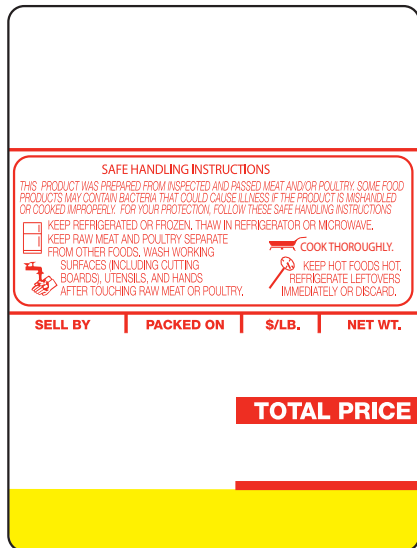 SAFE HANDLING INSTRUCTIONS
THIS PRODUCT WAS PREPARED FROM INSPECTED AND PASSED MEAT AND/OR POULTRY. SOME FOOD
PRODUCTS MAY CONTAIN BACTERIA THAT COULD CAUSE ILLNESS IF THE PRODUCT IS MISHANDLED
OR COOKED IMPROPERLY. FOR YOUR PROTECTION, FOLLOW THESE SAFE HANDLING INSTRUCTIONS
KEEP REFRIGERATED OR FROZEN. THAW IN REFRIGERATOR OR MICROWAVE.
KEEP RAW MEAT AND POULTRY SEPARATE
FROM OTHER FOODS. WASH WORKING
SURFACES (INCLUDING CUTTING
BOARDS), UTENSILS, AND HANDS
AFTER TOUCHING RAW MEAT OR POULTRY.
COOK THOROUGHLY.
KEEP HOT FOODS HOT.
REFRIGERATE LEFTOVERS
IMMEDIATELY OR DISCARD.
SELL BY PACKED ON $/LB. NET WT.
TOTAL PRICE